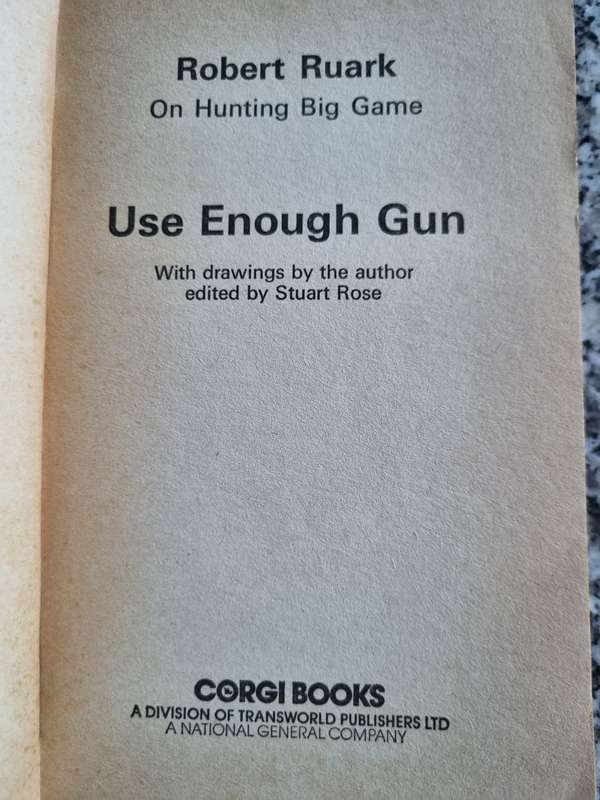 Robert Ruark
On Hunting Big Game
Use Enough Gun
With drawings by the author
edited by Stuart Rose
CORGI BOOKS
A DIVISION OF TRANSWORLD PUBLISHERS LTD
A NATIONAL GENERAL COMPANY